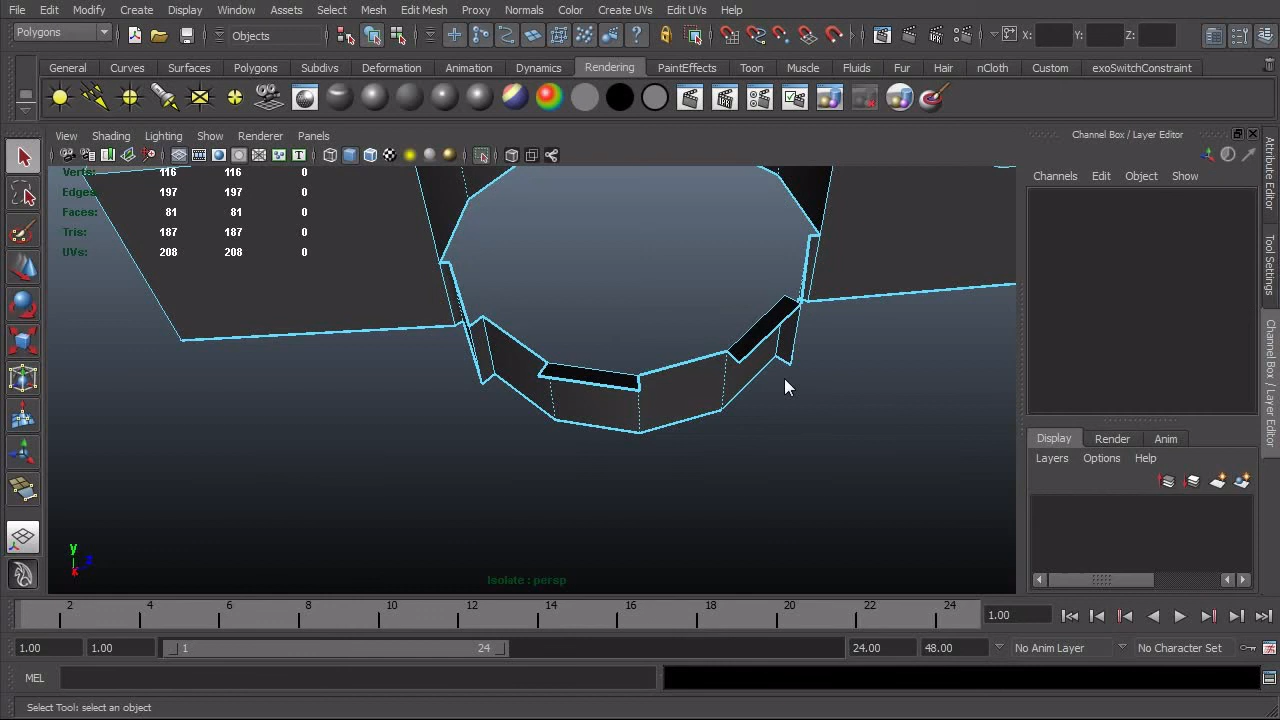 File Edit Modify Create Display Window Assets Select Mesh Edit Mesh Proxy Normals Color Create UVs Edit UVs Help
Polygons Objects X: Y: Z:
General Curves Surfaces Polygons Subdivs Deformation Animation Dynamics Rendering PaintEffects Toon Muscle Fluids Fur Hair nCloth Custom exoSwitchConstraint
View Shading Lighting Show Renderer Panels
Channel Box / Layer Editor
Channels Edit Object Show
Verts: 116 116 0
Edges: 197 197 0
Faces: 81 81 0
Tris: 187 187 0
UVs: 208 208 0
Attribute Editor
Tool Settings
Channel Box / Layer Editor
Display Render Anim
Layers Options Help
y
z
x
Isolate : persp
2 4 6 8 10 12 14 16 18 20 22 24 1.00
1.00 1.00 1 24 24.00 48.00 No Anim Layer No Character Set
MEL
Select Tool: select an object